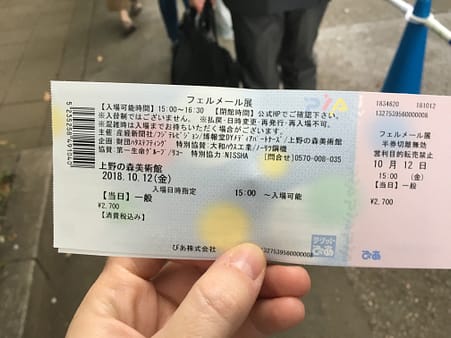 フェルメール展
【入場可能時間】15:00～16:30 【閉館時間】公式HPでご確認下さい。
※入替制ではございません。 ※払戻・日時変更・再発行・再入場不可。
※混雑時は入場までお待ちいただく場合がございます。
主催 産経新聞社/フジテレビジョン/博報堂DYメディアパートナーズ/上野の森美術館
企画 財団ハタステフティング 特別協賛:大和ハウス工業/ノーリツ鋼機
協賛 第一生命グループ/リコー 特別協力 NISSHA [問合せ]0570-008-035
上野の森美術館
2018.10.12(金) 入場日時指定 15:00 ～入場可能
【当日】一般
¥2,700
【消費税込み】
ぴあ株式会社
チケットぴあ
1834620 181012
フェルメール展
半券切離無効
営利目的転売禁止
10月12日
15:00 (金)
【当日】一般
¥2,700
ぴあ